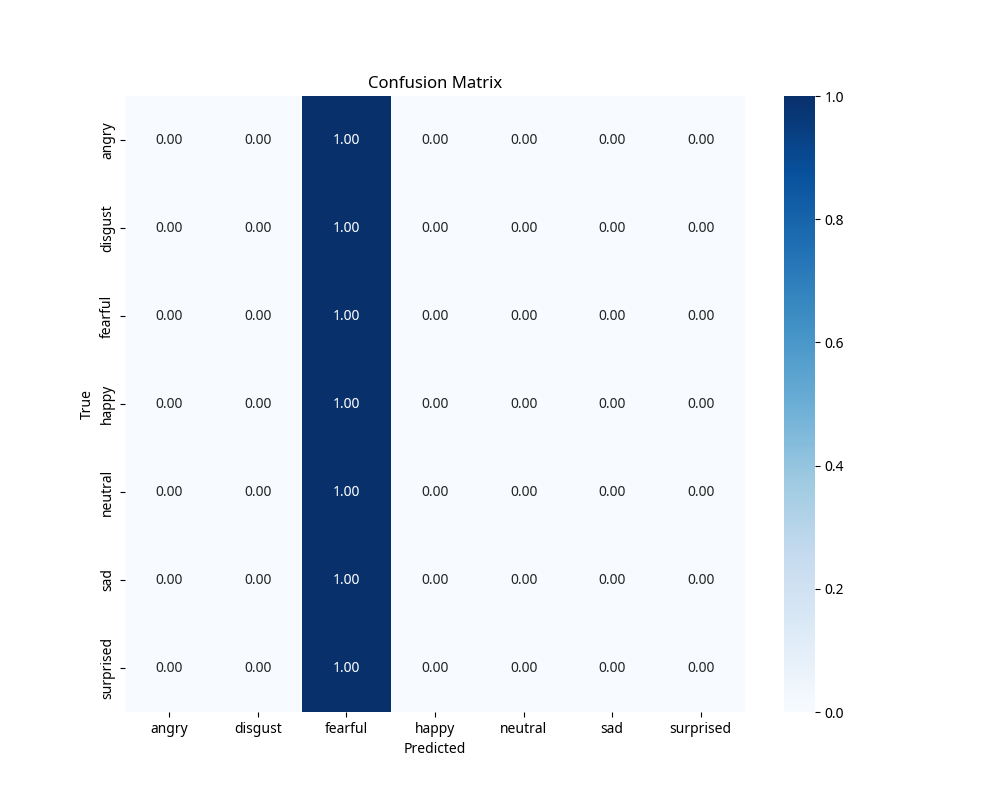 Confusion Matrix
angry 0.00 0.00 1.00 0.00 0.00 0.00 0.00
disgust 0.00 0.00 1.00 0.00 0.00 0.00 0.00
fearful 0.00 0.00 1.00 0.00 0.00 0.00 0.00
happy 0.00 0.00 1.00 0.00 0.00 0.00 0.00
neutral 0.00 0.00 1.00 0.00 0.00 0.00 0.00
sad 0.00 0.00 1.00 0.00 0.00 0.00 0.00
surprised 0.00 0.00 1.00 0.00 0.00 0.00 0.00
True
angry disgust fearful happy neutral sad surprised
Predicted
1.0
0.8
0.6
0.4
0.2
0.0